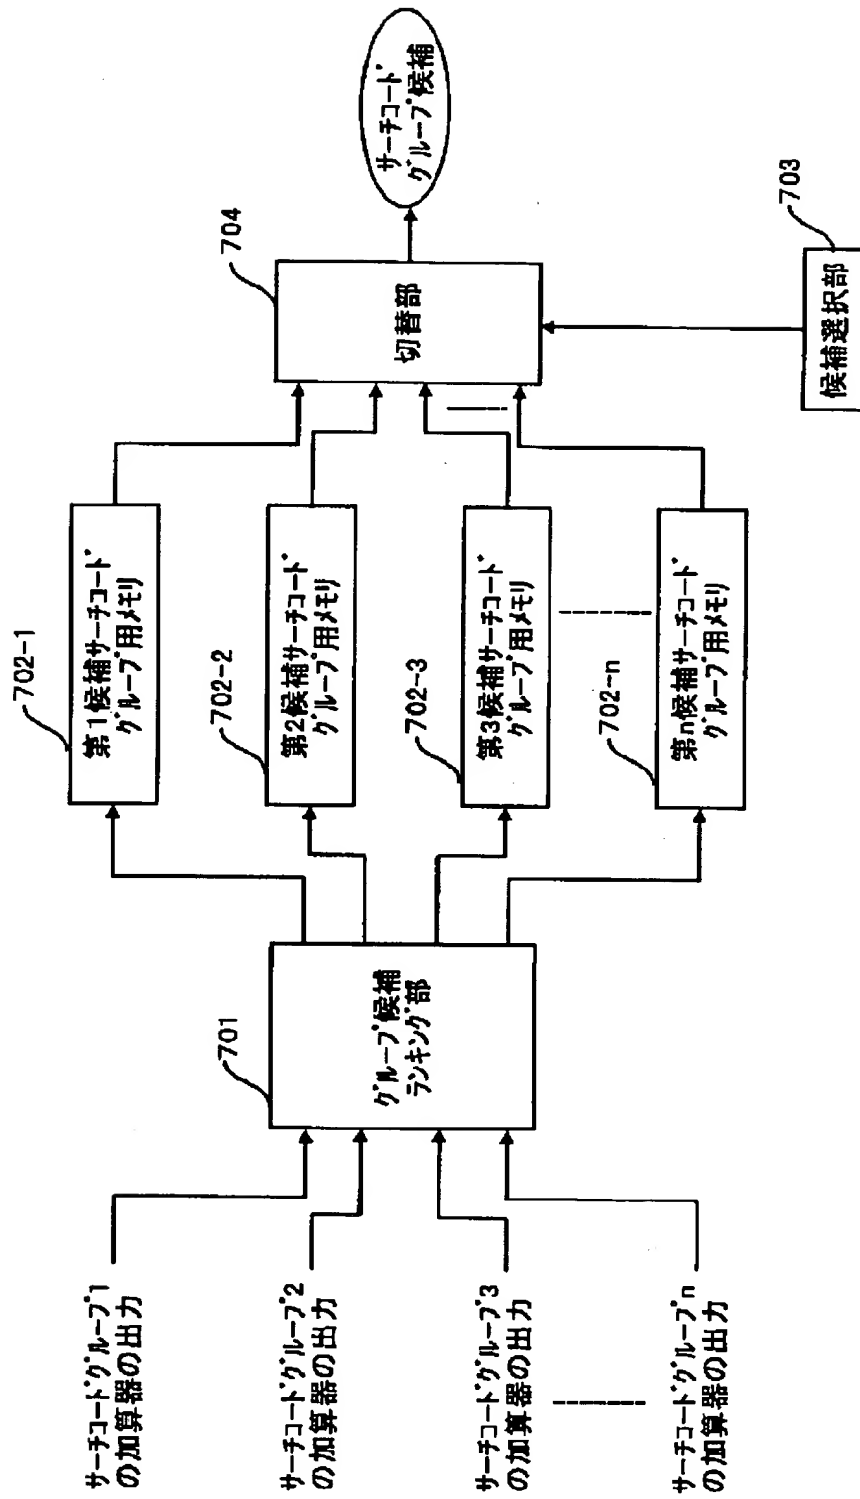 サーチコードグループ1
の加算器の出力
サーチコードグループ2
の加算器の出力
サーチコードグループ3
の加算器の出力
サーチコードグループn
の加算器の出力
701
グループ候補
ランキング部
702-1
第1候補サーチコード
グループ用メモリ
702-2
第2候補サーチコード
グループ用メモリ
702-3
第3候補サーチコード
グループ用メモリ
702-n
第n候補サーチコード
グループ用メモリ
704
切替部
サーチコード
グループ候補
703
候補選択部